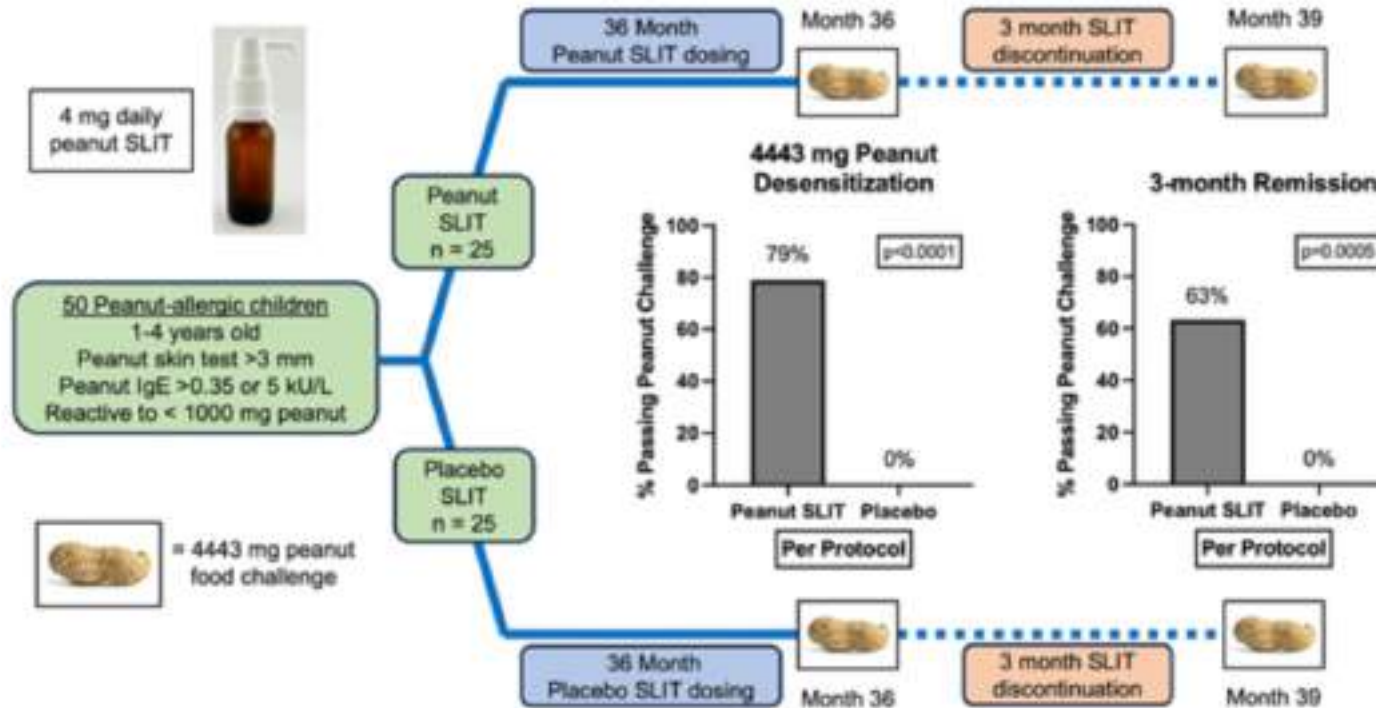 4 mg daily
peanut SLIT
50 Peanut-allergic children
1-4 years old
Peanut skin test >3 mm
Peanut IgE >0.35 or 5 kU/L
Reactive to < 1000 mg peanut
= 4443 mg peanut
food challenge
Peanut
SLIT
n = 25
Placebo
SLIT
n = 25
36 Month
Peanut SLIT dosing
Month 36
3 month SLIT
discontinuation
Month 39
4443 mg Peanut
Desensitization
% Passing Peanut Challenge
100
80
60
40
20
0
79%
p<0.0001
0%
Peanut SLIT Placebo
Per Protocol
3-month Remission
% Passing Peanut Challenge
100
80
60
40
20
0
63%
p=0.0005
0%
Peanut SLIT Placebo
Per Protocol
36 Month
Placebo SLIT dosing
Month 36
3 month SLIT
discontinuation
Month 39